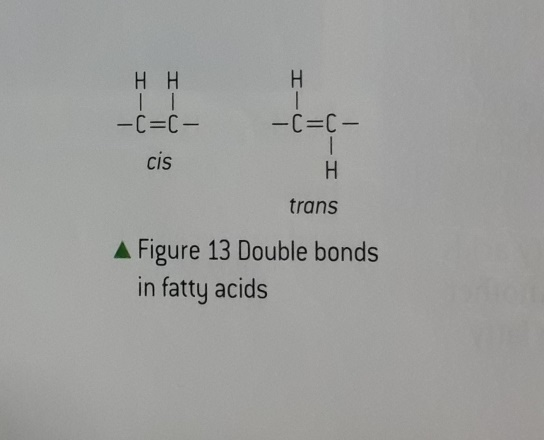 H H H
| | |
–C=C– –C=C–
|
cis H
trans
▲ Figure 13 Double bonds
in fatty acids